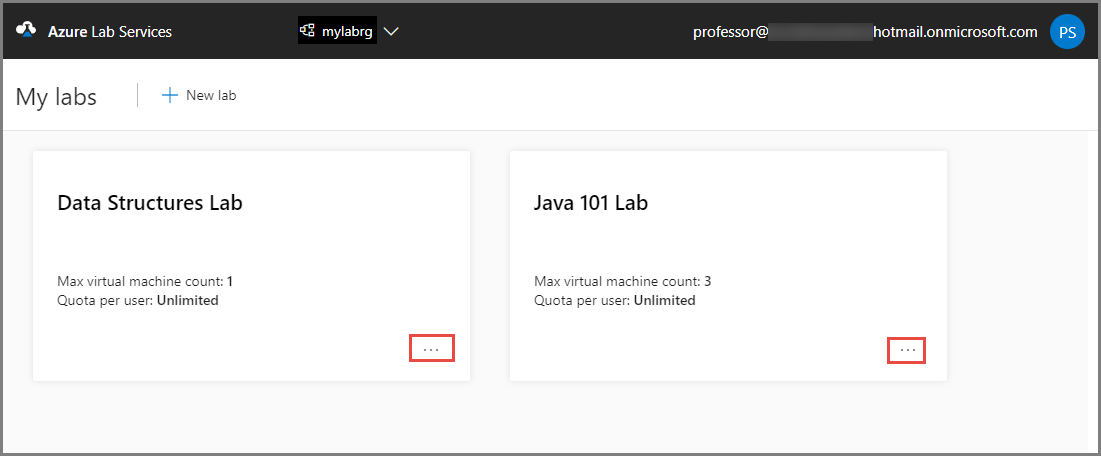 Azure Lab Services
mylabrg
professor@ hotmail.onmicrosoft.com
PS
My labs
New lab
Data Structures Lab
Max virtual machine count: 1
Quota per user: Unlimited
...
Java 101 Lab
Max virtual machine count: 3
Quota per user: Unlimited
...